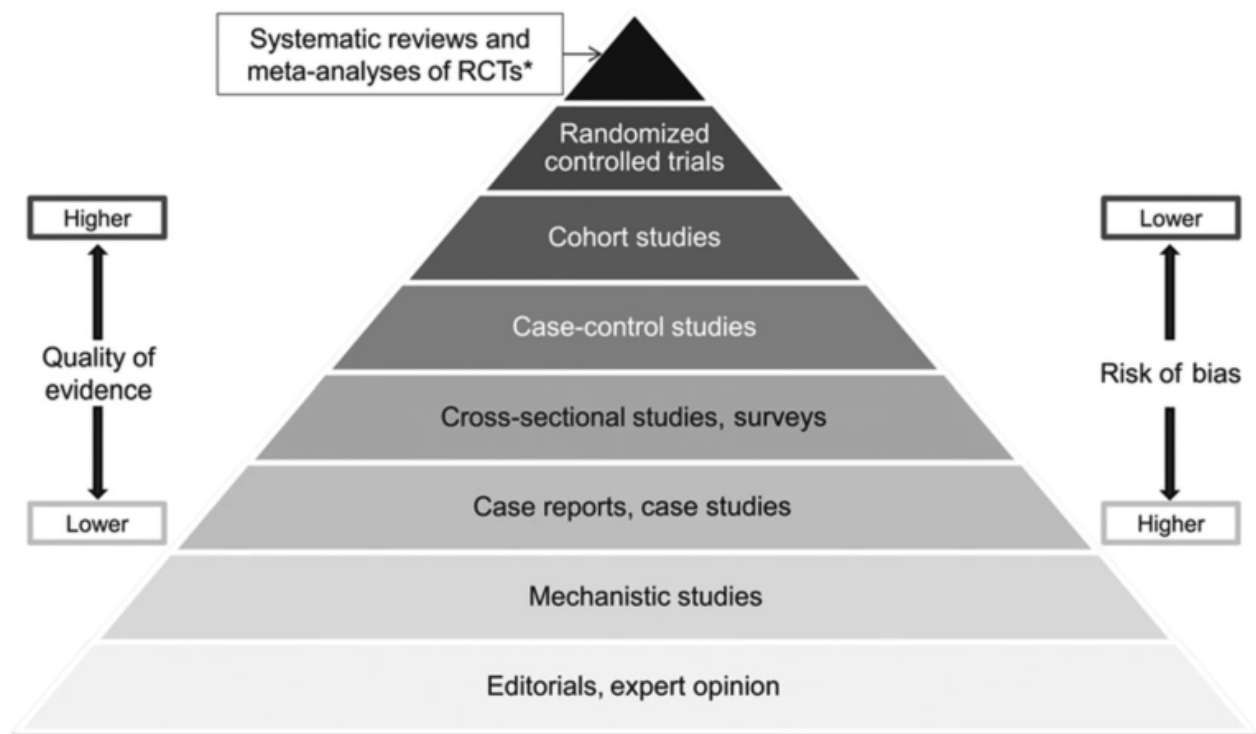 Systematic reviews and
meta-analyses of RCTs*
Randomized
controlled trials
Higher
Lower
Cohort studies
Case-control studies
Quality of
evidence
Risk of bias
Cross-sectional studies, surveys
Case reports, case studies
Lower
Higher
Mechanistic studies
Editorials, expert opinion